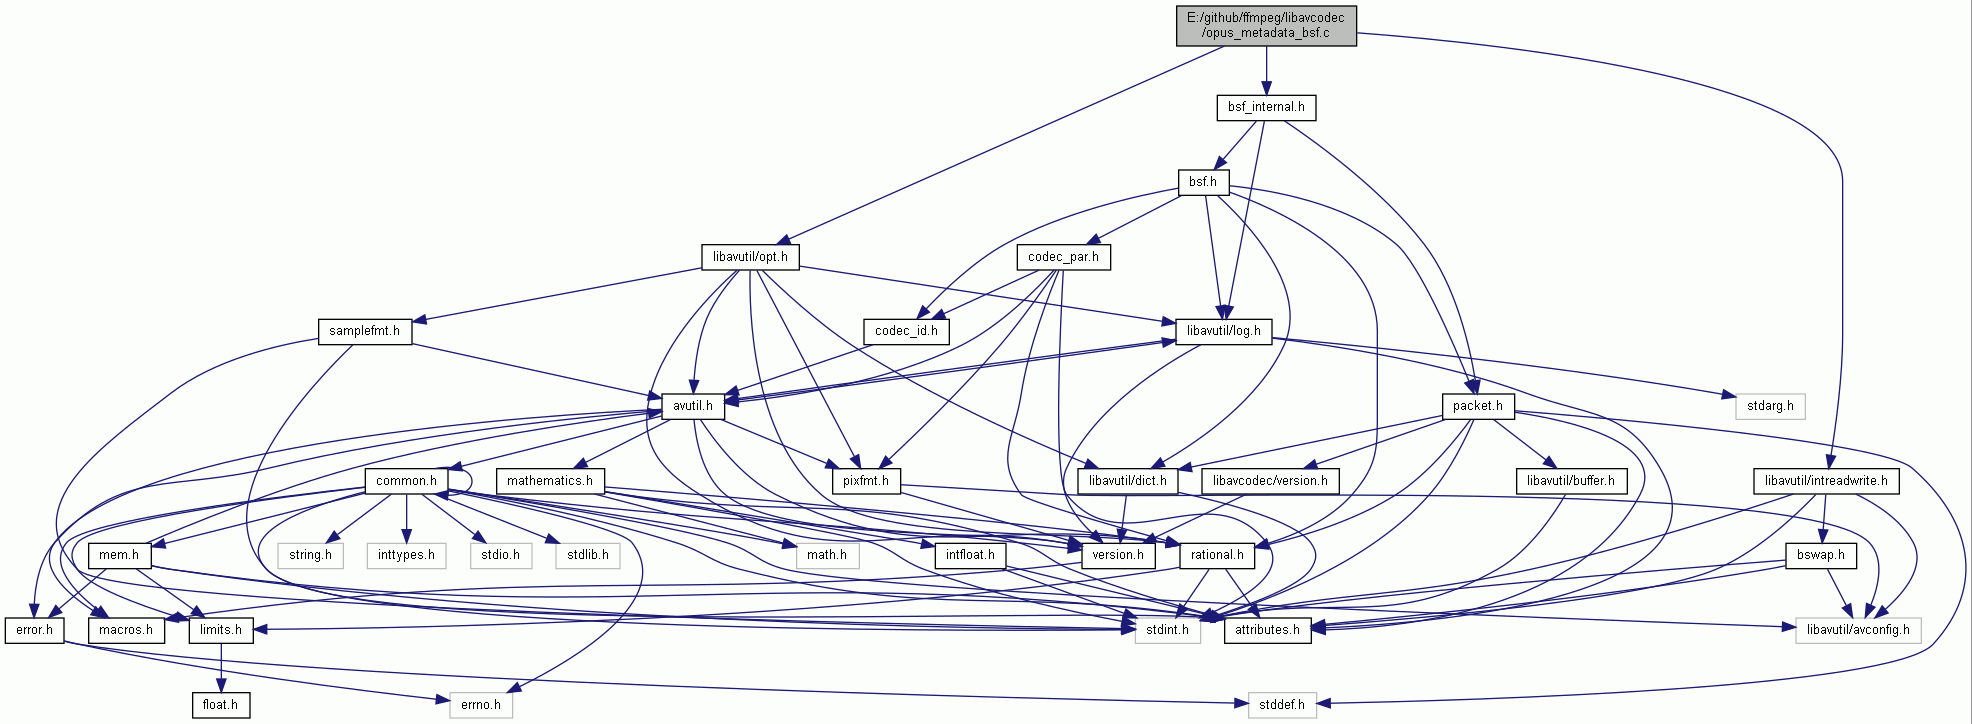 E:/github/ffmpeg/libavcodec
/opus_metadata_bsf.c
bsf_internal.h
bsf.h
libavutil/opt.h
codec_par.h
samplefmt.h
codec_id.h
libavutil/log.h
avutil.h
packet.h
stdarg.h
common.h
mathematics.h
pixfmt.h
libavutil/dict.h
libavcodec/version.h
libavutil/buffer.h
libavutil/intreadwrite.h
mem.h
string.h
inttypes.h
stdio.h
stdlib.h
math.h
intfloat.h
version.h
rational.h
bswap.h
error.h
macros.h
limits.h
stdint.h
attributes.h
libavutil/avconfig.h
float.h
errno.h
stddef.h